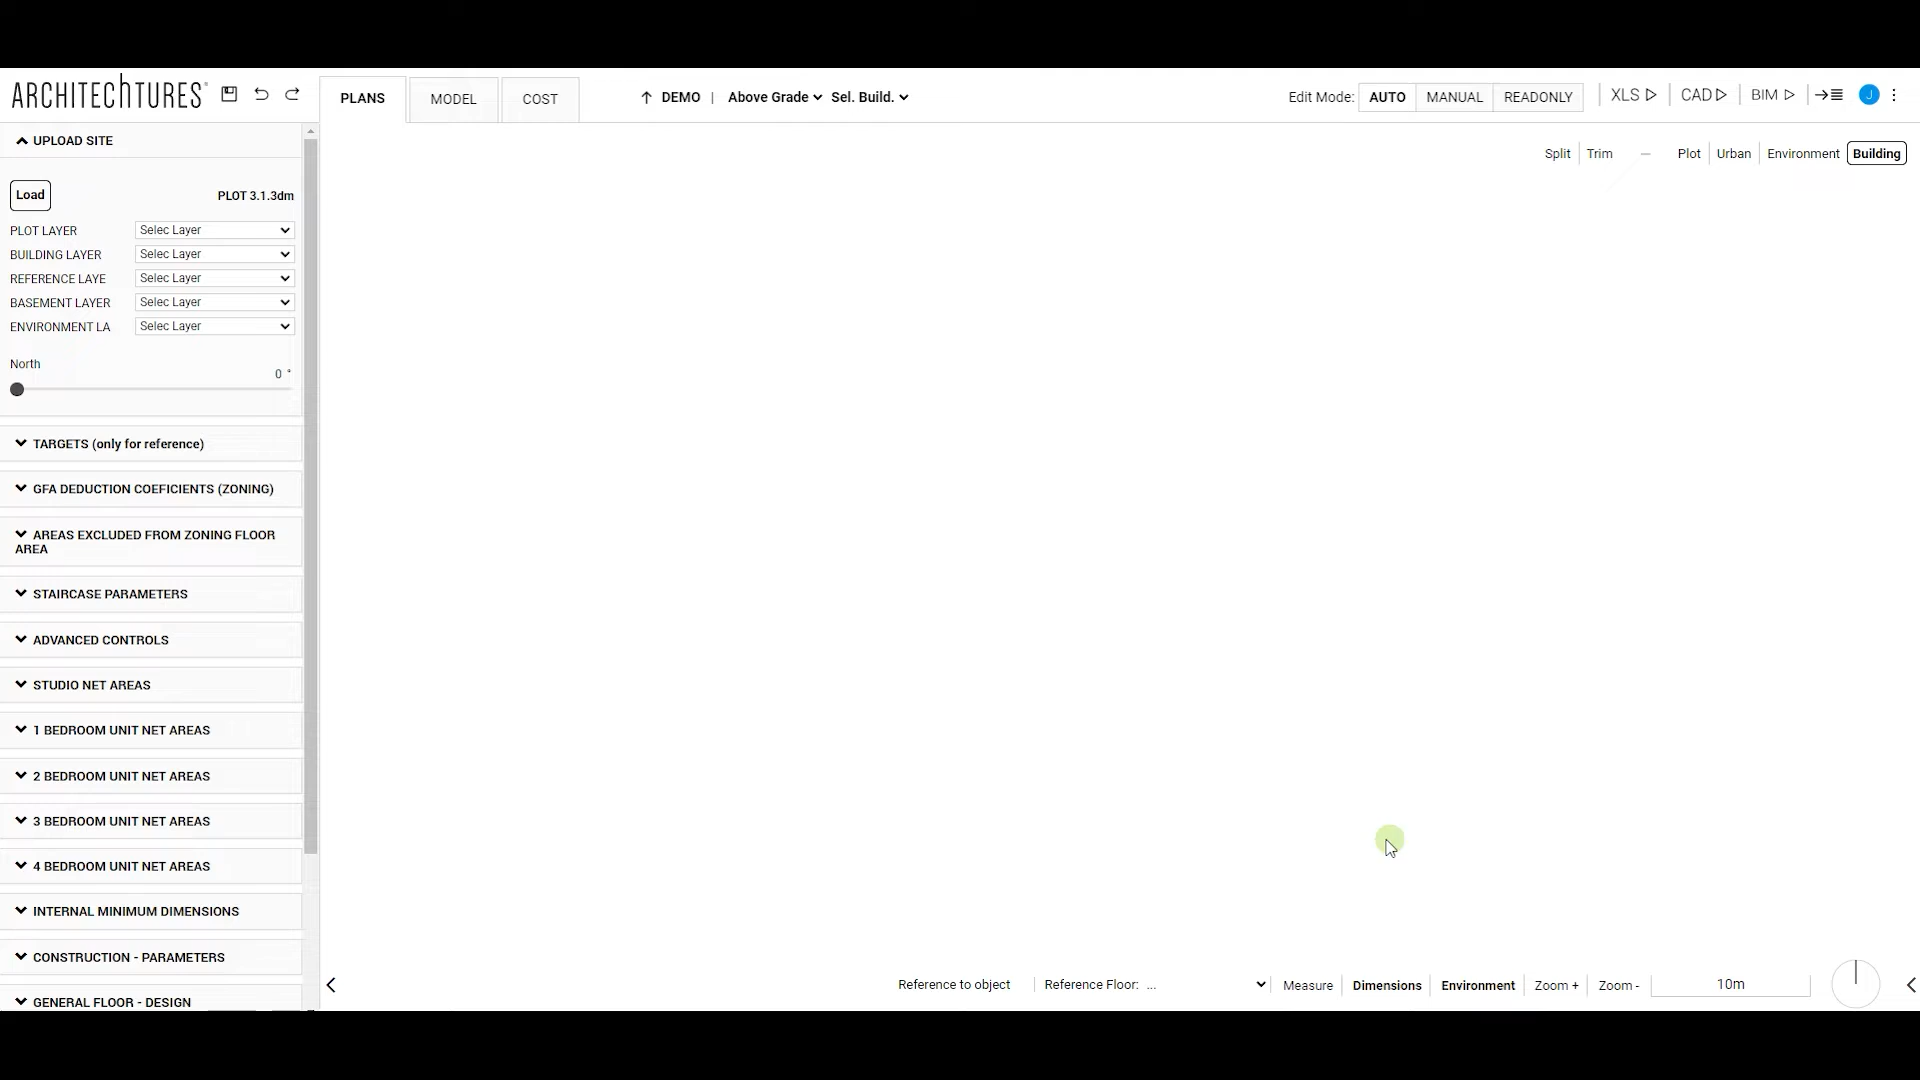 ARCHITEChTURES
PLANS
MODEL
COST
DEMO | Above Grade Sel. Build.
Edit Mode: AUTO MANUAL READONLY
XLS CAD BIM J
UPLOAD SITE
Split Trim Plot Urban Environment Building
Load PLOT 3.1.3dm
PLOT LAYER Selec Layer
BUILDING LAYER Selec Layer
REFERENCE LAYE Selec Layer
BASEMENT LAYER Selec Layer
ENVIRONMENT LA Selec Layer
North
0 °
TARGETS (only for reference)
GFA DEDUCTION COEFICIENTS (ZONING)
AREAS EXCLUDED FROM ZONING FLOOR
AREA
STAIRCASE PARAMETERS
ADVANCED CONTROLS
STUDIO NET AREAS
1 BEDROOM UNIT NET AREAS
2 BEDROOM UNIT NET AREAS
3 BEDROOM UNIT NET AREAS
4 BEDROOM UNIT NET AREAS
INTERNAL MINIMUM DIMENSIONS
CONSTRUCTION - PARAMETERS
GENERAL FLOOR - DESIGN
Reference to object Reference Floor: ... Measure Dimensions Environment Zoom + Zoom - 10m